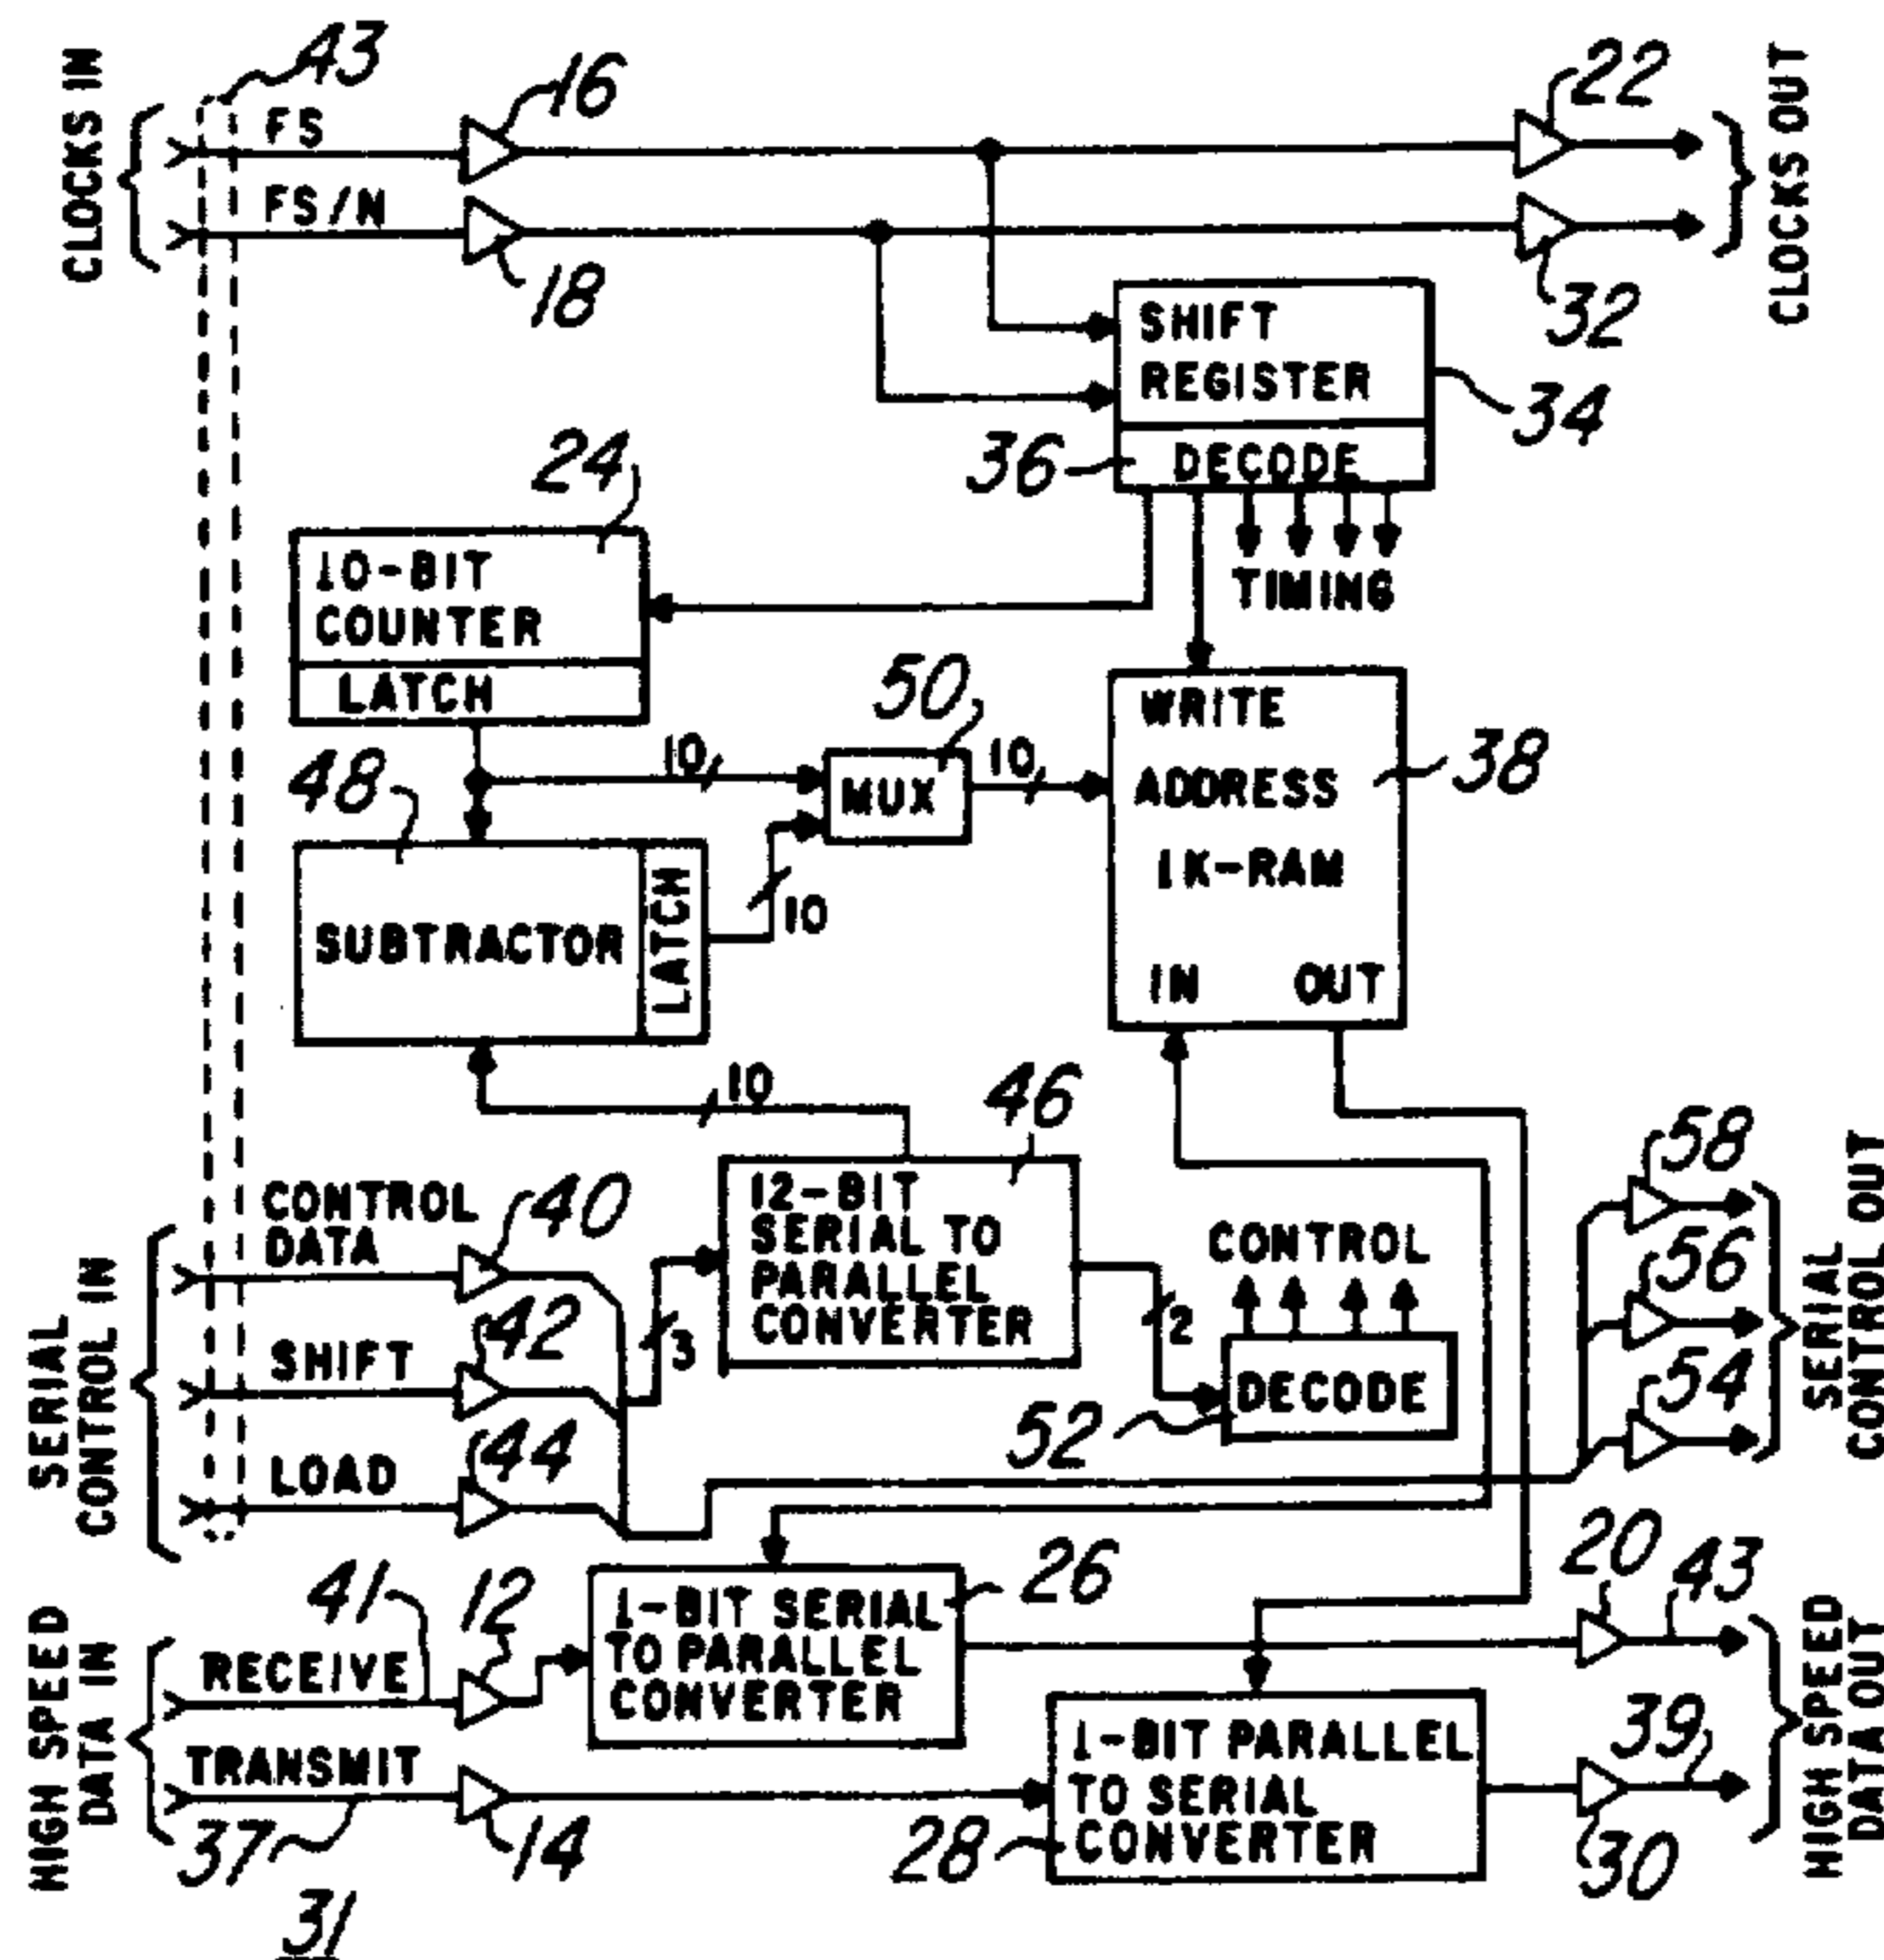 43
16
22
CLOCKS IN
FS
FS/N
18
32
CLOCKS OUT
SHIFT
REGISTER
34
36
DECODE
TIMING
24
10-BIT
COUNTER
LATCH
50
10
MUX
10
WRITE
ADDRESS
1K-RAM
IN OUT
38
48
SUBTRACTOR
LATCH
10
10
46
SERIAL
CONTROL IN
CONTROL
DATA
40
SHIFT
42
LOAD
44
3
12-BIT
SERIAL TO
PARALLEL
CONVERTER
2
CONTROL
DECODE
52
58
56
54
SERIAL
CONTROL OUT
HIGH SPEED
DATA IN
41
12
RECEIVE
TRANSMIT
37
14
1-BIT SERIAL
TO PARALLEL
CONVERTER
26
1-BIT PARALLEL
TO SERIAL
CONVERTER
28
20
43
39
30
HIGH SPEED
DATA OUT
31